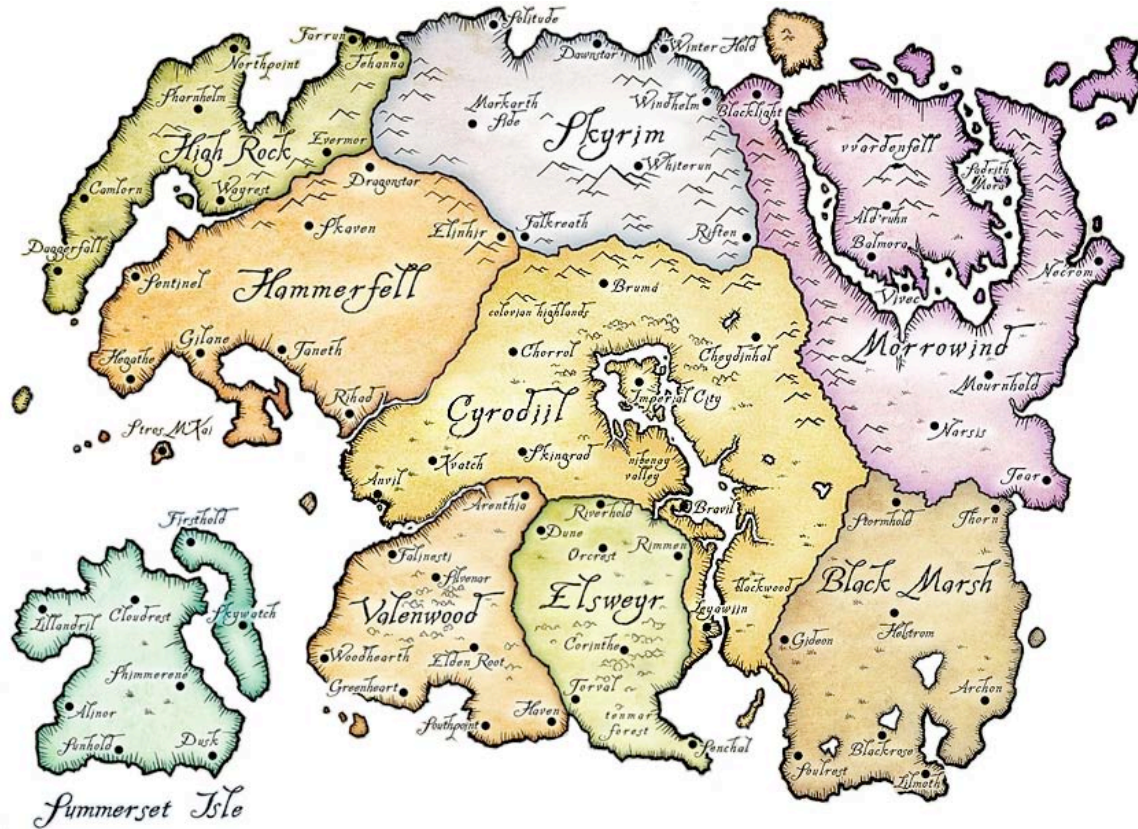 Solitude
Farrun
Dawnstar
Winter Hold
Northpoint
Jehanna
Shornhelm
Markarth
Side
Windhelm
Blacklight
Skyrim
Vvardenfell
High Rock
Evermor
Whiterun
Dragonstar
Sadrith
Mora
Camlorn
Wayrest
Ald'ruhn
Skaven
Elinhir
Falkreath
Riften
Balmora
Daggerfall
Necrom
Sentinel
Hammerfell
Bruma
Vivec
colovian highlands
Gilane
Taneth
Chorrol
Cheydinhal
Morrowind
Hegathe
Mournhold
Rihad
Cyrodiil
Imperial City
Stros M'Kai
Narsis
Kvatch
Skingrad
nibenay
valley
Anvil
Tear
Arenthia
Riverhold
Bravil
Stormhold
Thorn
Firsthold
Dune
Falinesti
Orcrest
Rimmen
Silvenar
Elsweyr
blackwood
Black Marsh
Lillandril
Cloudrest
Skywatch
Valenwood
Leyawiin
Helstrom
Gideon
Woodhearth
Elden Root
Corinthe
Shimmerene
Greenheart
Torval
Archon
Alinor
Southpoint
Haven
tenmar
forest
Sunhold
Dusk
Senchal
Blackrose
Soulrest
Lilmoth
Summerset Isle